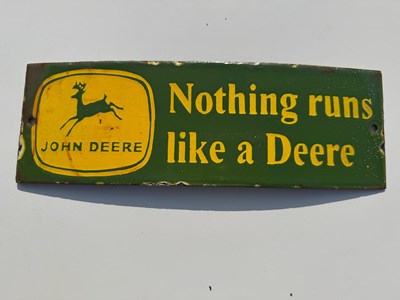 JOHN DEERE
Nothing runs
like a Deere